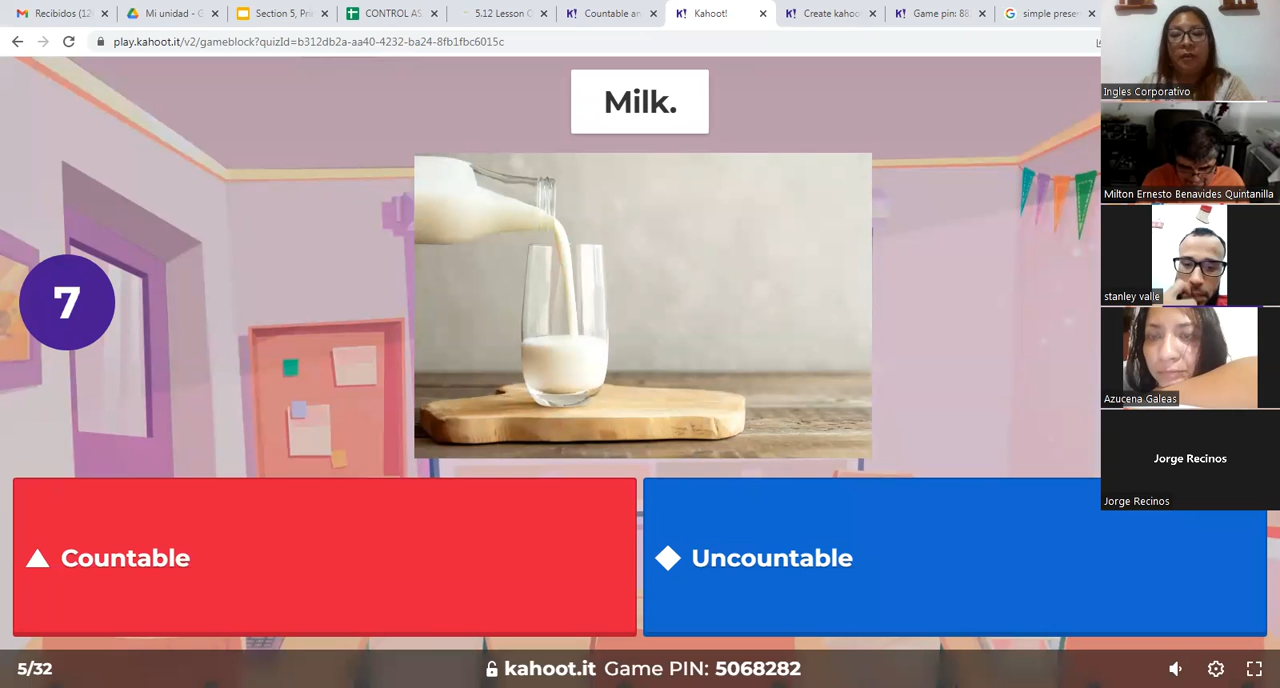 Recibidos (12
Mi unidad - G
Section 5, Pr
CONTROL AS
5.12 Lesson C
Countable an
Kahoot!
Create kahoo
Game pin: 88
simple presen
play.kahoot.it/v2/gameblock?quizId=b312db2a-aa40-4232-ba24-8fb1fbc6015c
Milk.
7
Countable
Uncountable
5/32
kahoot.it Game PIN: 5068282
Ingles Corporativo
Milton Ernesto Benavides Quintanilla
stanley valle
Azucena Galeas
Jorge Recinos
Jorge Recinos